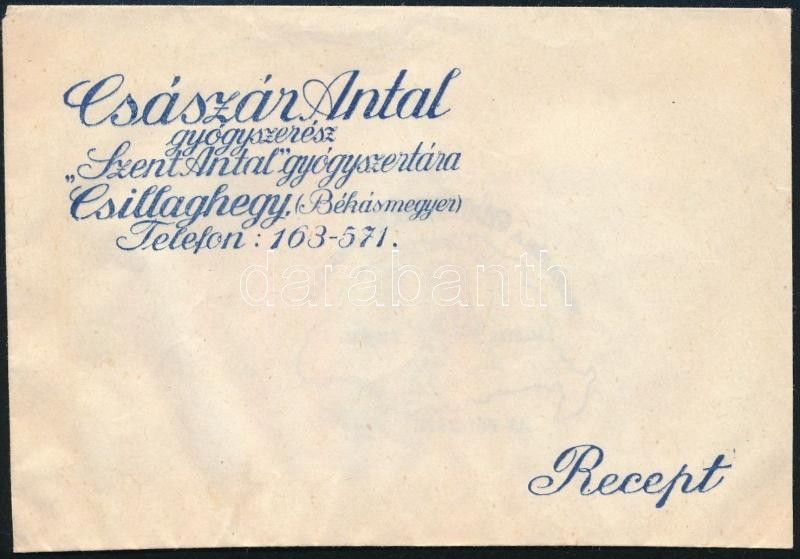 Császár Antal
gyógyszerész
„Szent Antal" gyógyszertára
Csillaghegy. (Békásmegyer)
Telefon: 163-571.
darabanth
Recept